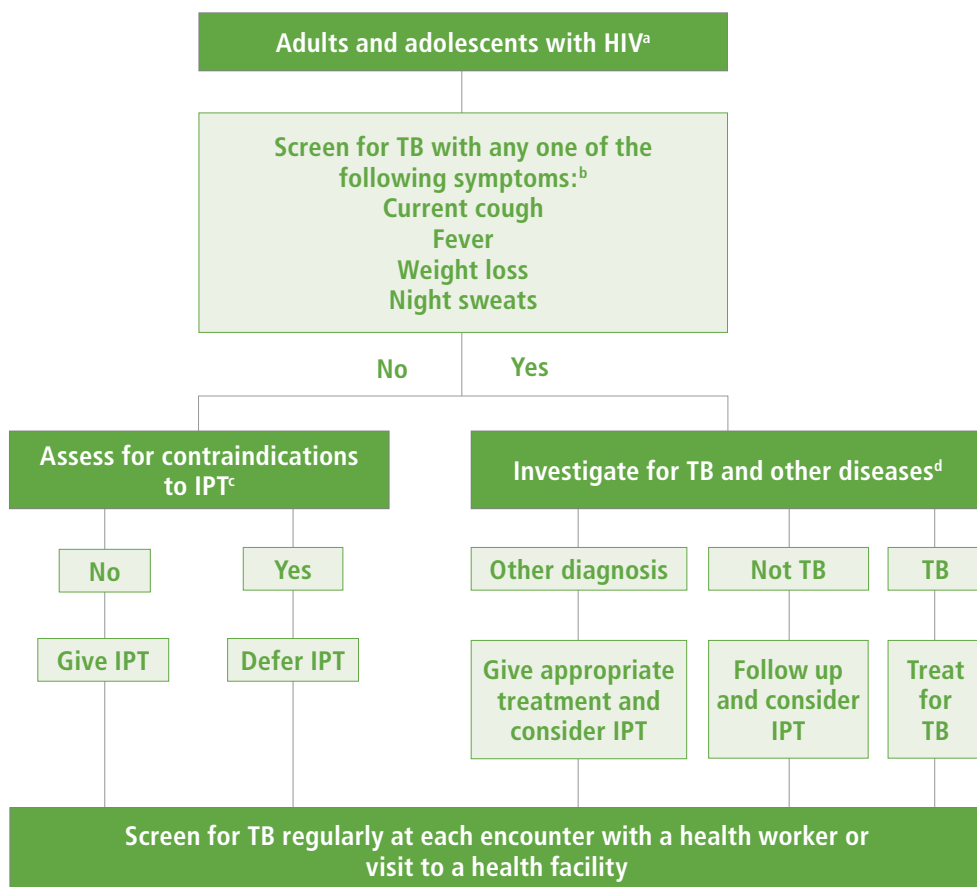 Adults and adolescents with HIVᵃ
Screen for TB with any one of the
following symptoms:ᵇ
Current cough
Fever
Weight loss
Night sweats
No
Yes
Assess for contraindications
to IPTᶜ
Investigate for TB and other diseasesᵈ
No
Yes
Other diagnosis
Not TB
TB
Give IPT
Defer IPT
Give appropriate
treatment and
consider IPT
Follow up
and consider
IPT
Treat
for
TB
Screen for TB regularly at each encounter with a health worker or
visit to a health facility